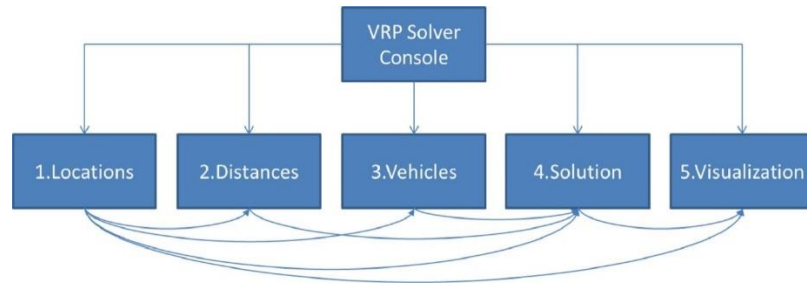 VRP Solver
Console
1.Locations
2.Distances
3.Vehicles
4.Solution
5.Visualization